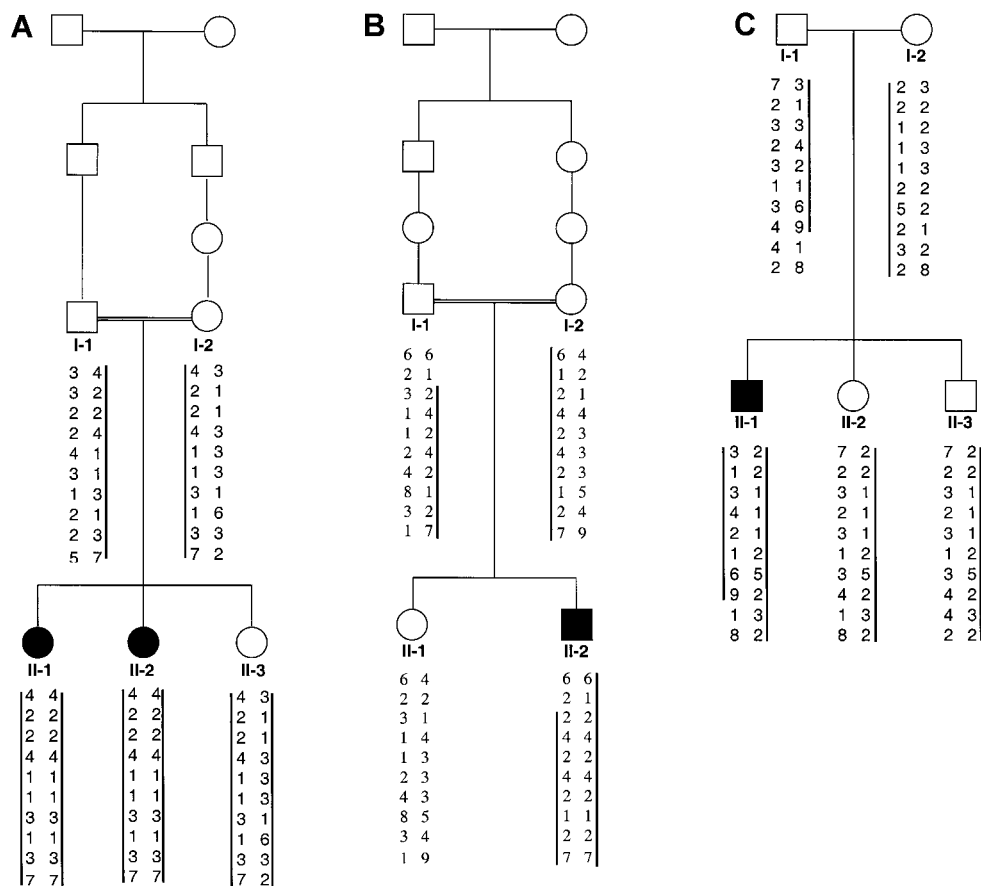 A
I-1 I-2
3 4 4 3
3 2 2 1
2 2 2 1
2 4 4 3
4 1 1 3
3 1 1 3
1 3 3 1
2 1 1 6
2 3 3 3
5 7 7 2
II-1 II-2 II-3
4 4 4 4 4 3
2 2 2 2 2 1
2 2 2 2 2 1
4 4 4 4 4 3
1 1 1 1 1 3
1 1 1 1 1 3
3 3 3 3 3 1
1 1 1 1 1 6
3 3 3 3 3 3
7 7 7 7 7 2
B
I-1 I-2
6 6 6 4
2 1 1 2
3 2 2 1
1 4 4 4
1 2 2 3
2 4 4 3
4 2 2 3
8 1 1 5
3 2 2 4
1 7 7 9
II-1 II-2
6 4 6 6
2 2 2 1
3 1 2 2
1 4 4 4
1 3 2 2
2 3 4 4
4 3 2 2
8 5 1 1
3 4 2 2
1 9 7 7
C
I-1 I-2
7 3 2 3
2 1 2 2
3 3 1 2
2 4 1 3
3 2 1 3
1 1 2 2
3 6 5 2
4 9 2 1
4 1 3 2
2 8 2 8
II-1 II-2 II-3
3 2 7 2 7 2
1 2 2 2 2 2
3 1 3 1 3 1
4 1 2 1 2 1
2 1 3 1 3 1
1 2 1 2 1 2
6 5 3 5 3 5
9 2 4 2 4 2
1 3 1 3 4 3
8 2 8 2 2 2